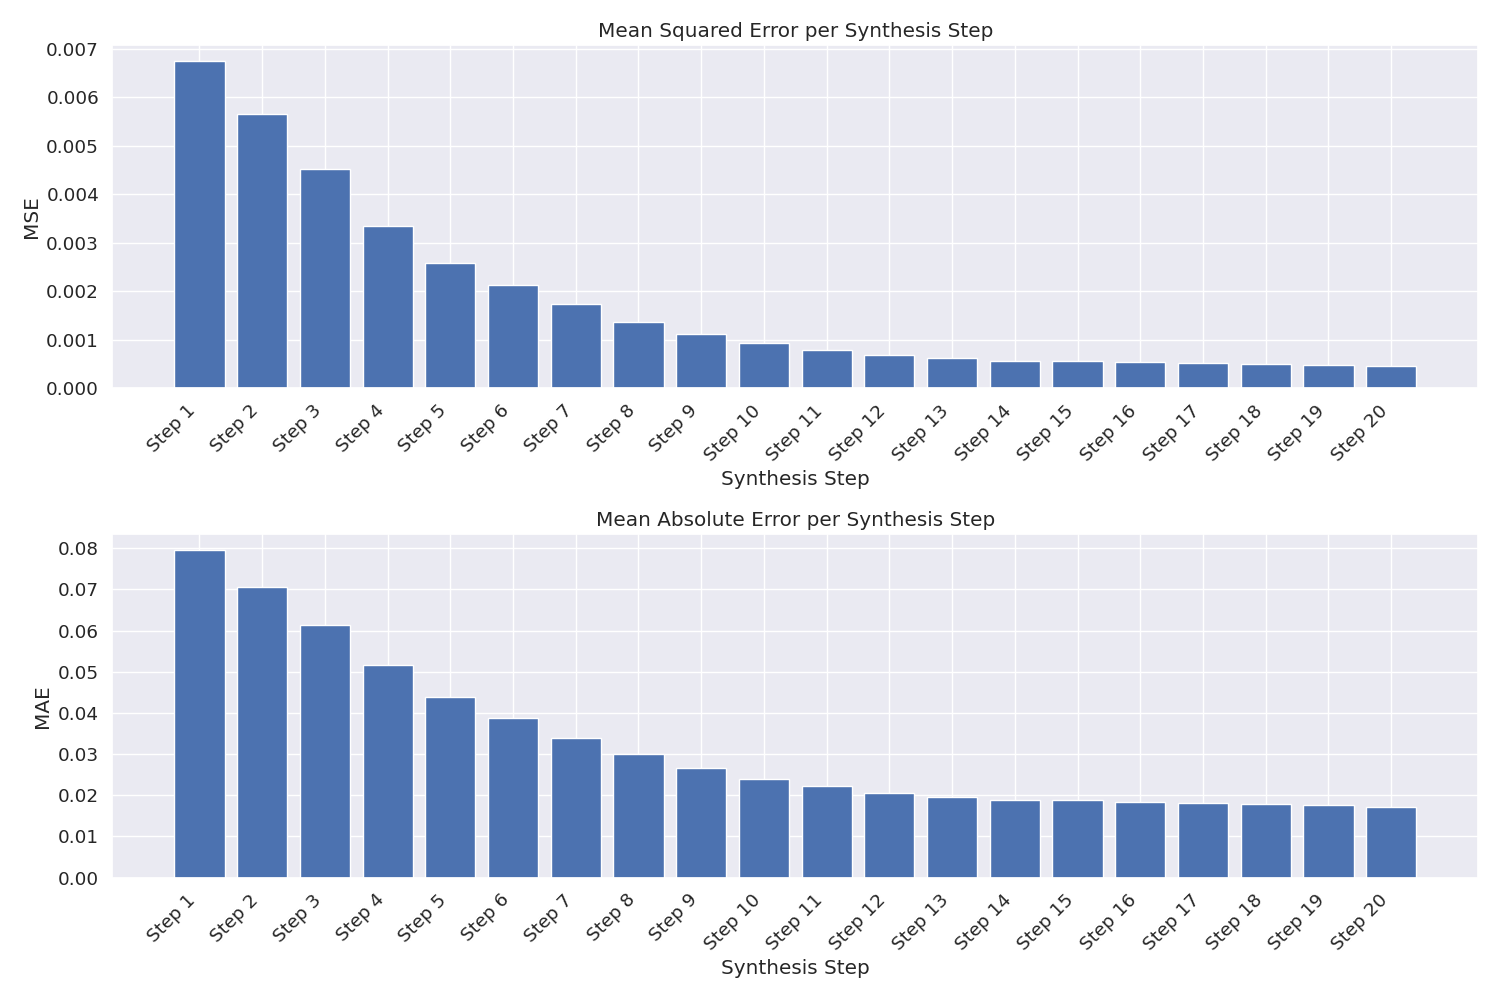 Mean Squared Error per Synthesis Step
0.007
0.006
0.005
0.004
0.003
0.002
0.001
0.000
MSE
Step 1
Step 2
Step 3
Step 4
Step 5
Step 6
Step 7
Step 8
Step 9
Step 10
Step 11
Step 12
Step 13
Step 14
Step 15
Step 16
Step 17
Step 18
Step 19
Step 20
Synthesis Step
Mean Absolute Error per Synthesis Step
0.08
0.07
0.06
0.05
0.04
0.03
0.02
0.01
0.00
MAE
Step 1
Step 2
Step 3
Step 4
Step 5
Step 6
Step 7
Step 8
Step 9
Step 10
Step 11
Step 12
Step 13
Step 14
Step 15
Step 16
Step 17
Step 18
Step 19
Step 20
Synthesis Step